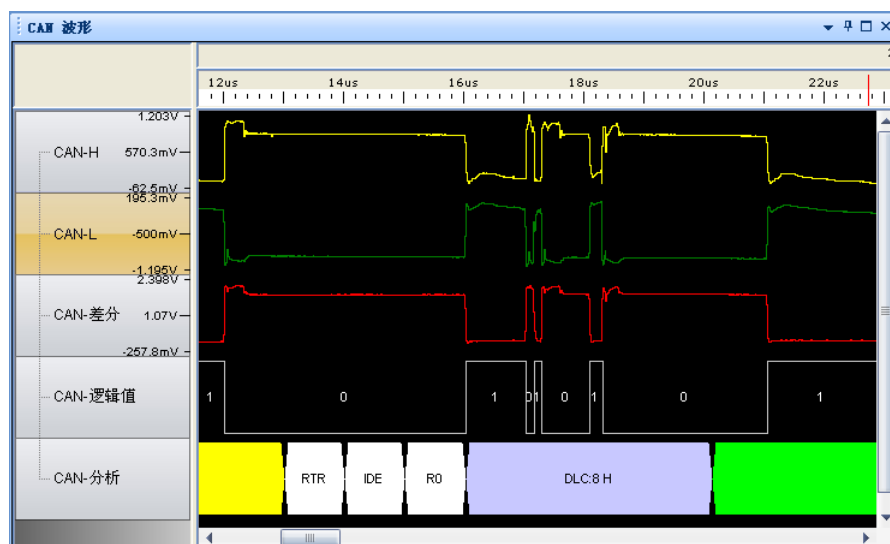 CAN 波形
12us 14us 16us 18us 20us 22us
1.203V
CAN-H 570.3mV
-62.5mV
195.3mV
CAN-L -500mV
-1.195V
2.398V
CAN-差分 1.07V
-257.8mV
CAN-逻辑值 1 0 1 0 1 0 1 0 1
CAN-分析 RTR IDE R0 DLC:8 H